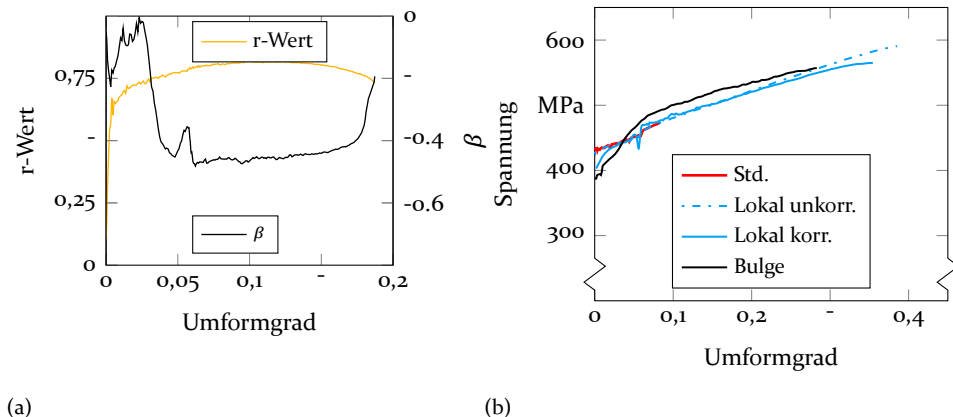 0
0,25
-
0,75
r-Wert
0
0,05
0,1
-
0,2
Umformgrad
0
-
-0.4
-0.6
β
r-Wert
β
(a)
600
MPa
400
300
Spannung
0
0,1
0,2
-
0,4
Umformgrad
Std.
Lokal unkorr.
Lokal korr.
Bulge
(b)